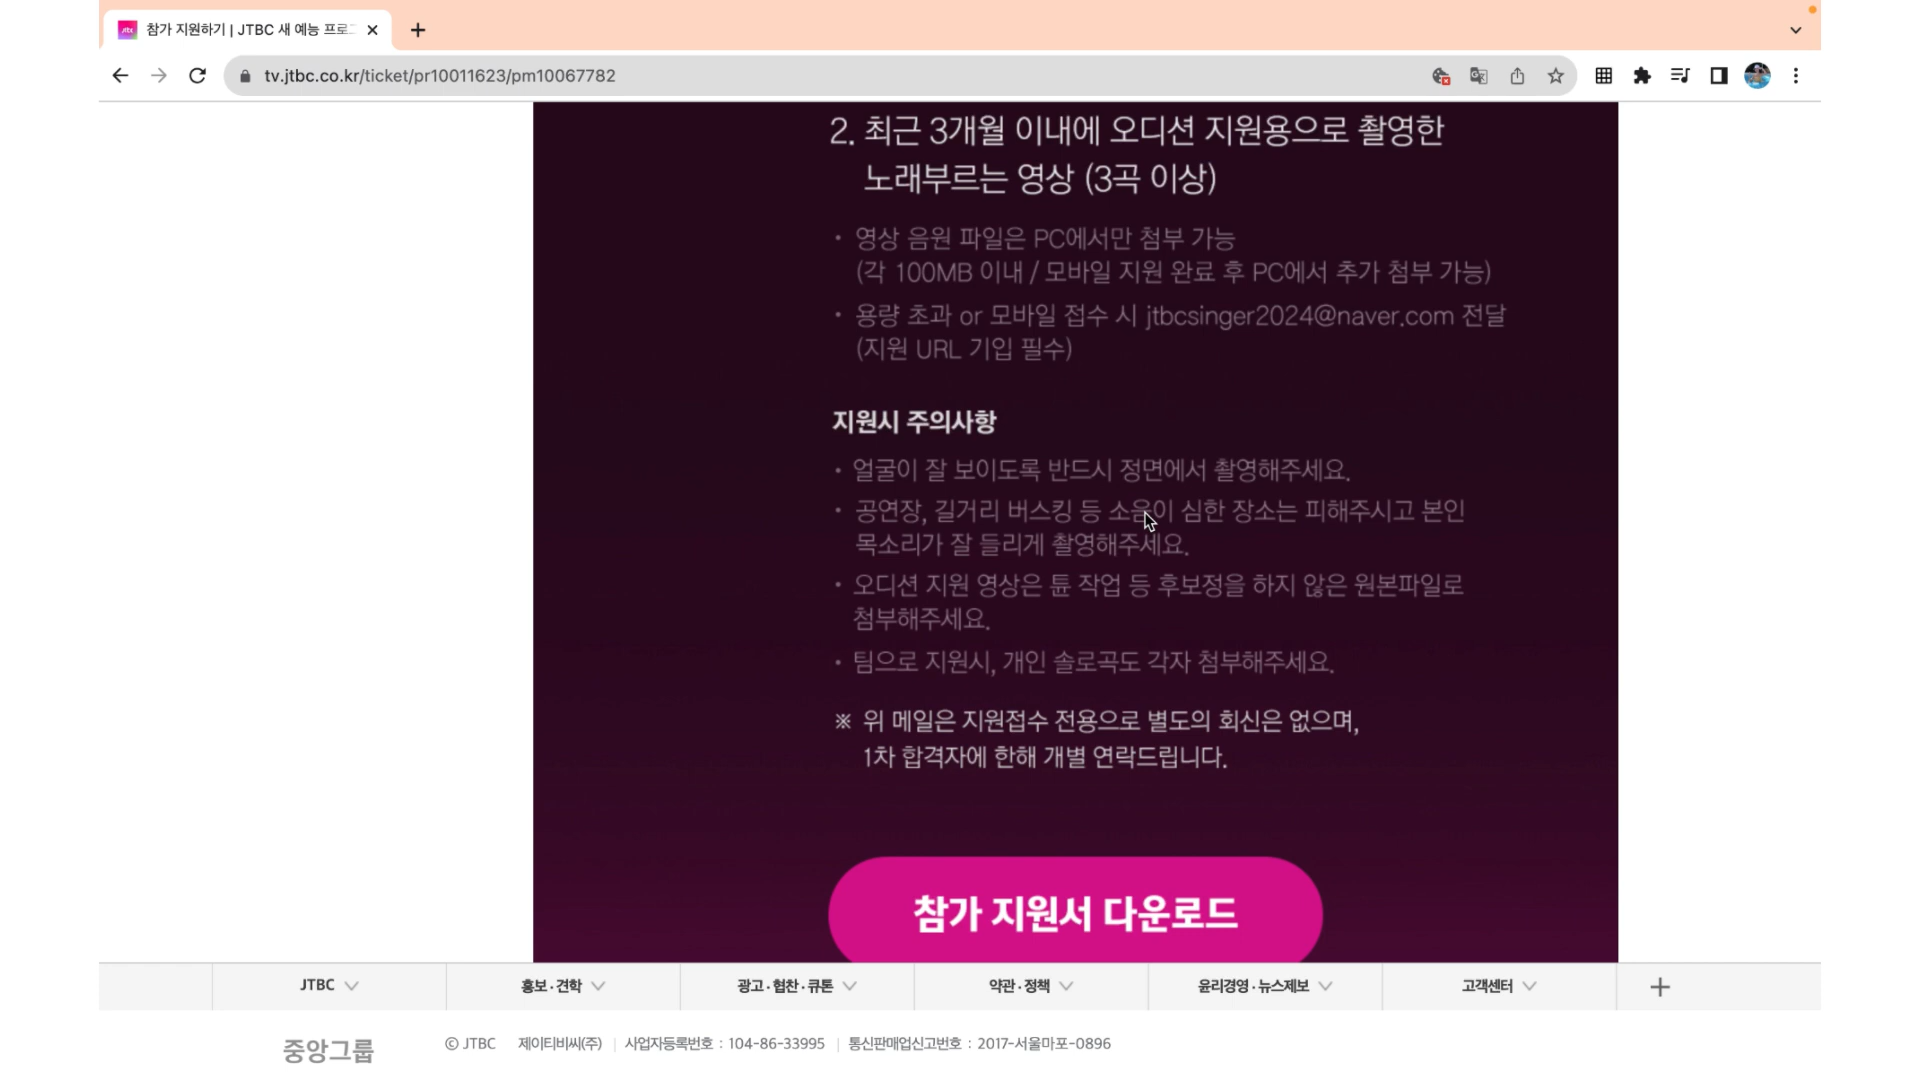 참가 지원하기 | JTBC 새 예능 프로그
tv.jtbc.co.kr/ticket/pr10011623/pm10067782
2. 최근 3개월 이내에 오디션 지원용으로 촬영한
노래부르는 영상 (3곡 이상)
• 영상 음원 파일은 PC에서만 첨부 가능
(각 100MB 이내 / 모바일 지원 완료 후 PC에서 추가 첨부 가능)
• 용량 초과 or 모바일 접수 시 jtbcsinger2024@naver.com 전달
(지원 URL 기입 필수)
지원시 주의사항
• 얼굴이 잘 보이도록 반드시 정면에서 촬영해주세요.
• 공연장, 길거리 버스킹 등 소음이 심한 장소는 피해주시고 본인
목소리가 잘 들리게 촬영해주세요.
• 오디션 지원 영상은 튠 작업 등 후보정을 하지 않은 원본파일로
첨부해주세요.
• 팀으로 지원시, 개인 솔로곡도 각자 첨부해주세요.
※ 위 메일은 지원접수 전용으로 별도의 회신은 없으며,
1차 합격자에 한해 개별 연락드립니다.
참가 지원서 다운로드
JTBC 홍보·견학 광고·협찬·큐톤 약관·정책 윤리경영·뉴스제보 고객센터
중앙그룹 © JTBC 제이티비씨(주) | 사업자등록번호 : 104-86-33995 | 통신판매업신고번호 : 2017-서울마포-0896